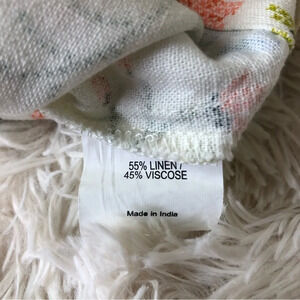 55% LINEN /
45% VISCOSE
Made in India